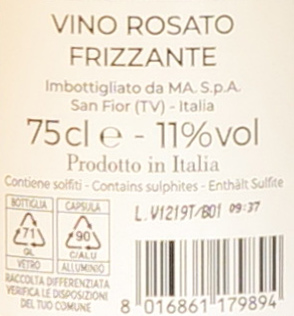 VINO ROSATO
FRIZZANTE
Imbottigliato da MA. S.p.A.
San Fior (TV) - Italia
75cl e - 11%vol
Prodotto in Italia
Contiene solfiti - Contains sulphites - Enthält Sulfite
BOTTIGLIA CAPSULA
71 90
GL C/ALU
VETRO ALLUMINIO
L.V1219T/B01 09:37
RACCOLTA DIFFERENZIATA
VERIFICA LE DISPOSIZIONI
DEL TUO COMUNE
8 016861 179894